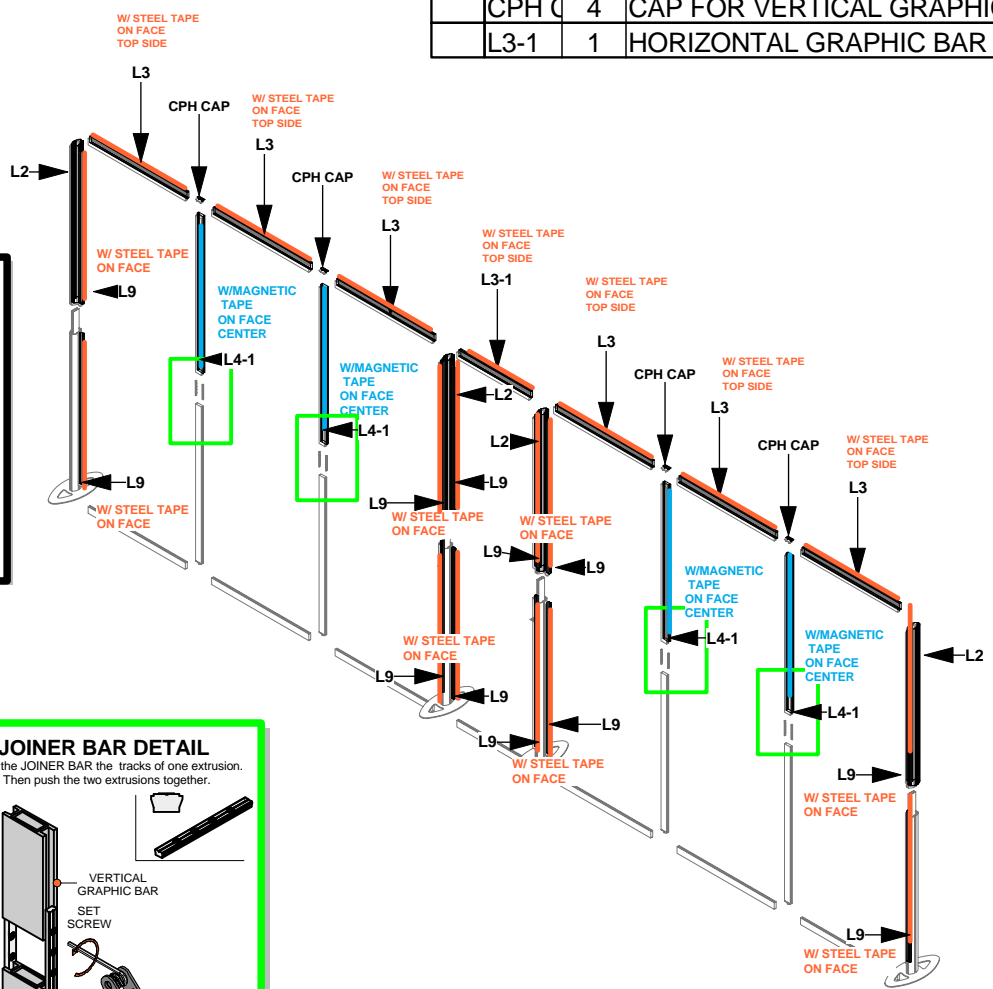 CPH C 4 CAP FOR VERTICAL GRAPHIC
L3-1 1 HORIZONTAL GRAPHIC BAR
W/ STEEL TAPE
ON FACE
TOP SIDE
L3
CPH CAP
W/ STEEL TAPE
ON FACE
TOP SIDE
L3
CPH CAP
W/ STEEL TAPE
ON FACE
TOP SIDE
L3
W/ STEEL TAPE
ON FACE
TOP SIDE
L3-1
W/ STEEL TAPE
ON FACE
TOP SIDE
L3
CPH CAP
W/ STEEL TAPE
ON FACE
TOP SIDE
L3
CPH CAP
W/ STEEL TAPE
ON FACE
TOP SIDE
L3
L2
W/ STEEL TAPE
ON FACE
L9
W/MAGNETIC
TAPE
ON FACE
CENTER
L4-1
W/MAGNETIC
TAPE
ON FACE
CENTER
L4-1
L2
L2
L9
L9
W/ STEEL TAPE
ON FACE
W/ STEEL TAPE
ON FACE
L9
L9
L9
W/ STEEL TAPE
ON FACE
W/MAGNETIC
TAPE
ON FACE
CENTER
L4-1
W/MAGNETIC
TAPE
ON FACE
CENTER
L4-1
L2
W/ STEEL TAPE
ON FACE
L9
L9
L9
L9
W/ STEEL TAPE
ON FACE
L9
W/ STEEL TAPE
ON FACE
L9
W/ STEEL TAPE
ON FACE
JOINER BAR DETAIL
the JOINER BAR the tracks of one extrusion.
Then push the two extrusions together.
VERTICAL
GRAPHIC BAR
SET
SCREW